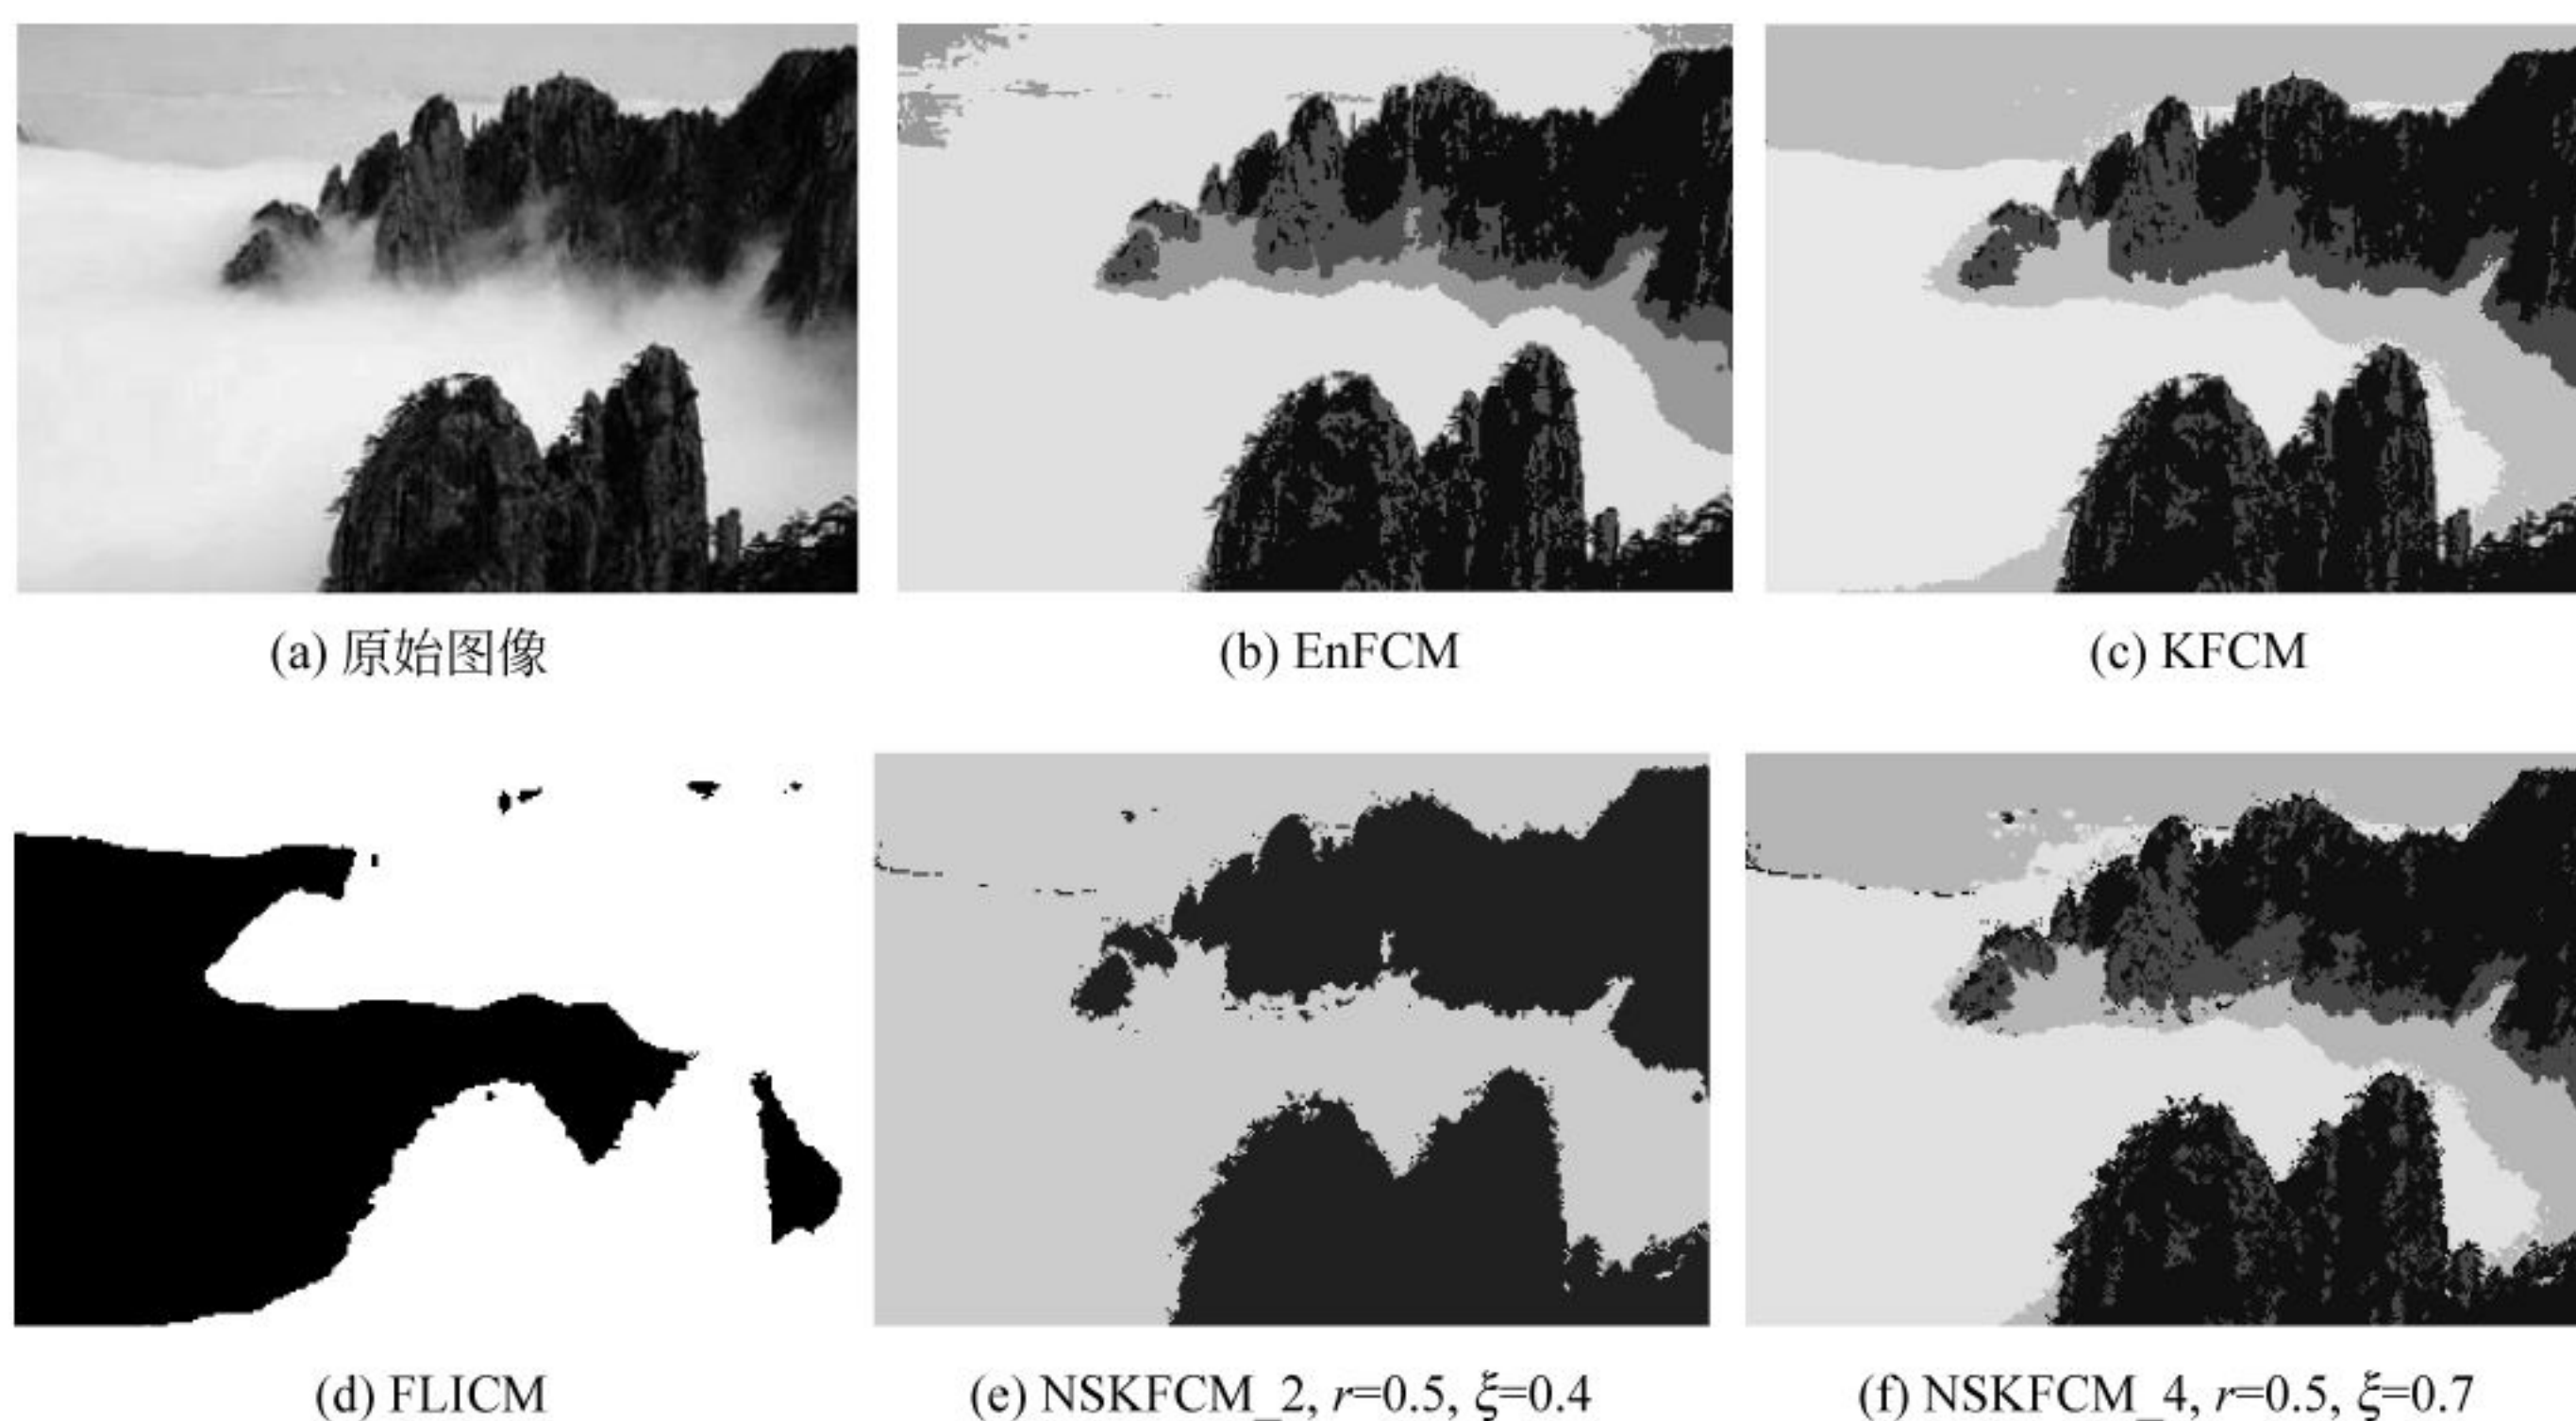 (a) 原始图像
(b) EnFCM
(c) KFCM
(d) FLICM
(e) NSKFCM_2, r=0.5, ξ=0.4
(f) NSKFCM_4, r=0.5, ξ=0.7